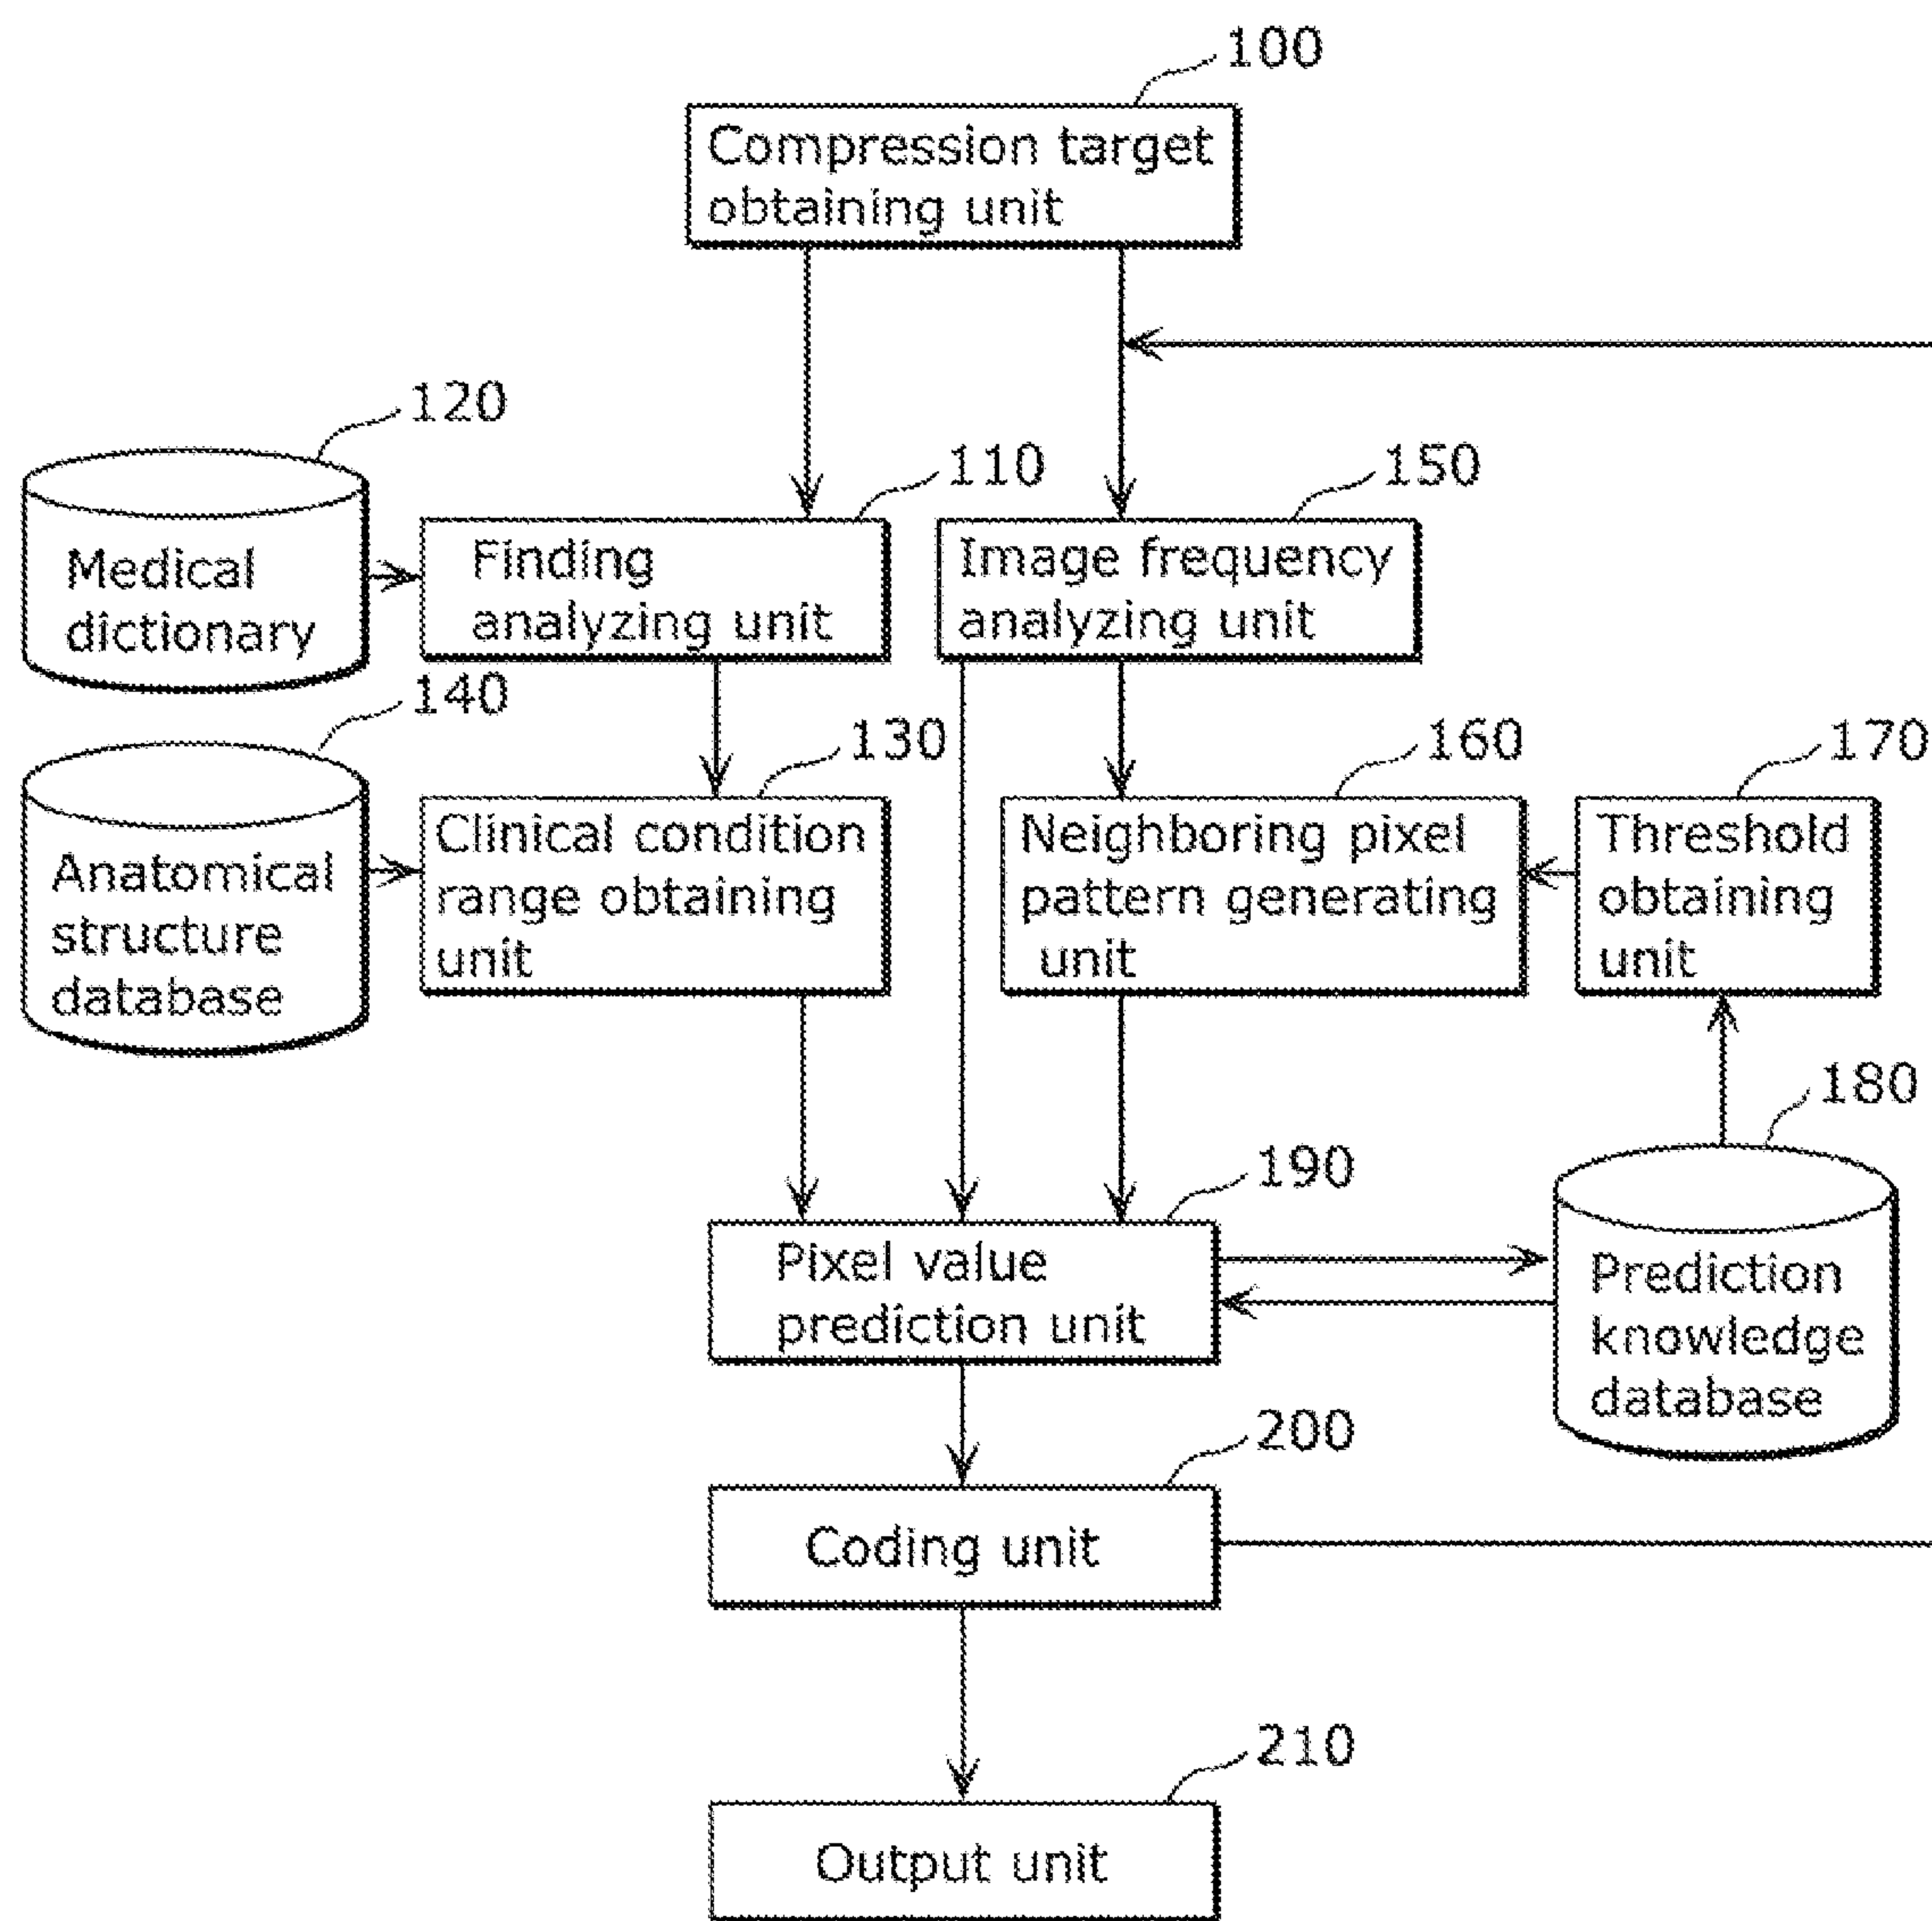 100
Compression target
obtaining unit
120
110
150
Medical
dictionary
Finding
analyzing unit
Image frequency
analyzing unit
140
130
160
170
Anatomical
structure
database
Clinical condition
range obtaining
unit
Neighboring pixel
pattern generating
unit
Threshold
obtaining
unit
180
190
Pixel value
prediction unit
Prediction
knowledge
database
200
Coding unit
210
Output unit